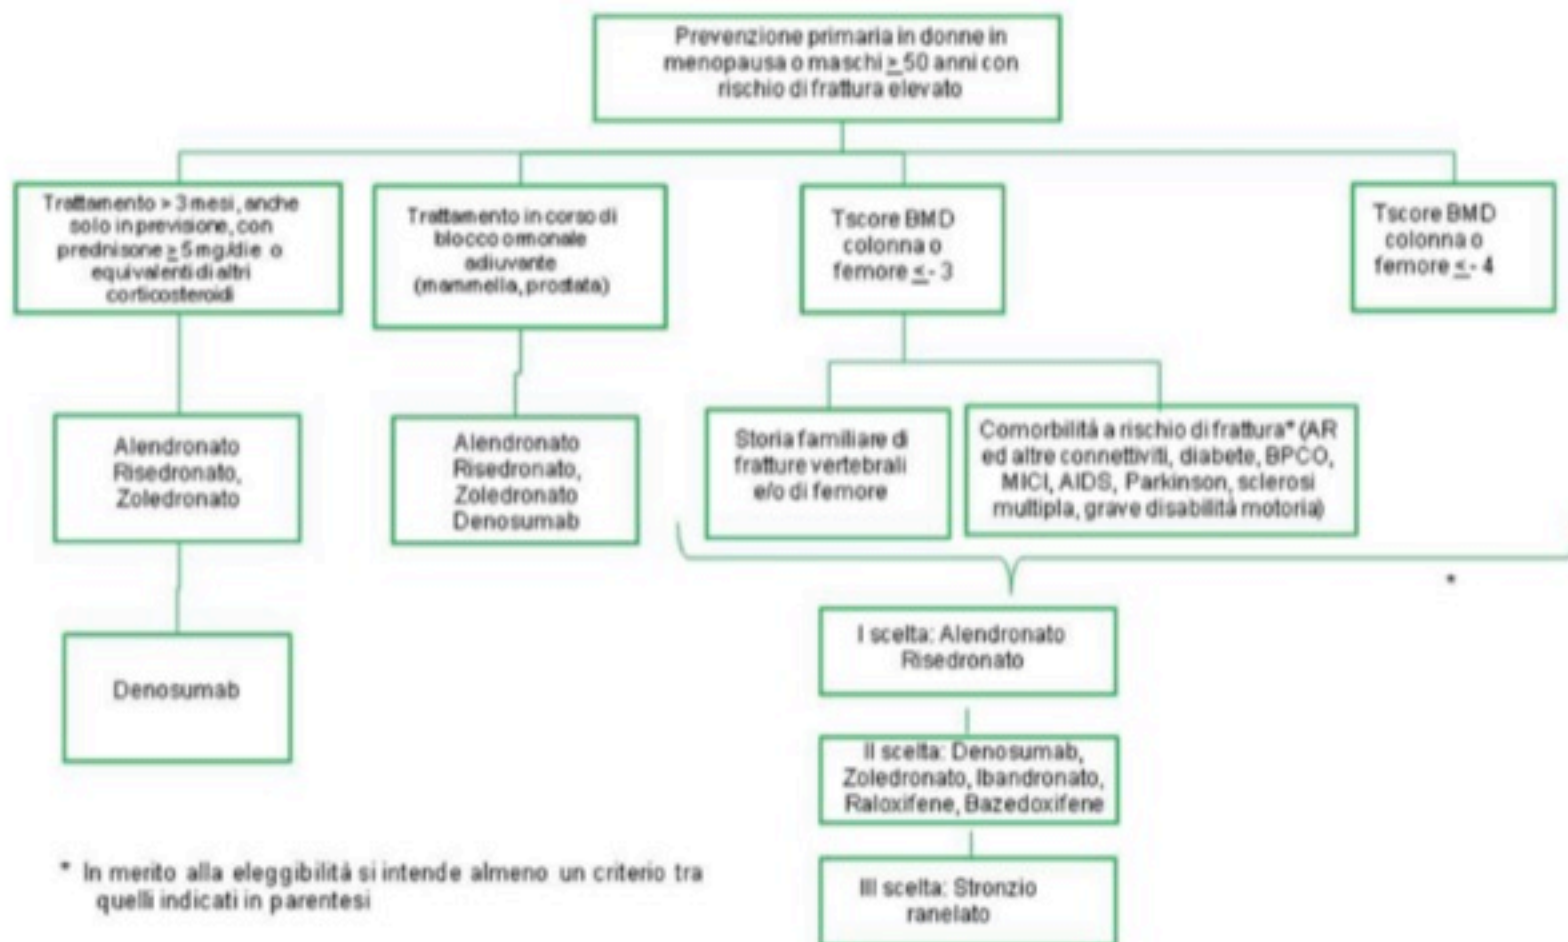 Prevenzione primaria in donne in
menopausa o maschi ≥ 50 anni con
rischio di frattura elevato
Trattamento > 3 mesi, anche
solo in previsione, con
prednisone ≥ 5 mg/die o
equivalenti di altri
corticosteroidi
Trattamento in corso di
blocco ormonale
adiuvante
(mammella, prostata)
Tscore BMD
colonna o
femore ≤ - 3
Tscore BMD
colonna o
femore ≤ - 4
Alendronato
Risedronato,
Zoledronato
Alendronato
Risedronato,
Zoledronato
Denosumab
Storia familiare di
fratture vertebrali
e/o di femore
Comorbilità a rischio di frattura* (AR
ed altre connettiviti, diabete, BPCO,
MICI, AIDS, Parkinson, sclerosi
multipla, grave disabilità motoria)
*
Denosumab
I scelta: Alendronato
Risedronato
II scelta: Denosumab,
Zoledronato, Ibandronato,
Raloxifene, Bazedoxifene
III scelta: Stronzio
ranelato
* In merito alla eleggibilità si intende almeno un criterio tra
quelli indicati in parentesi